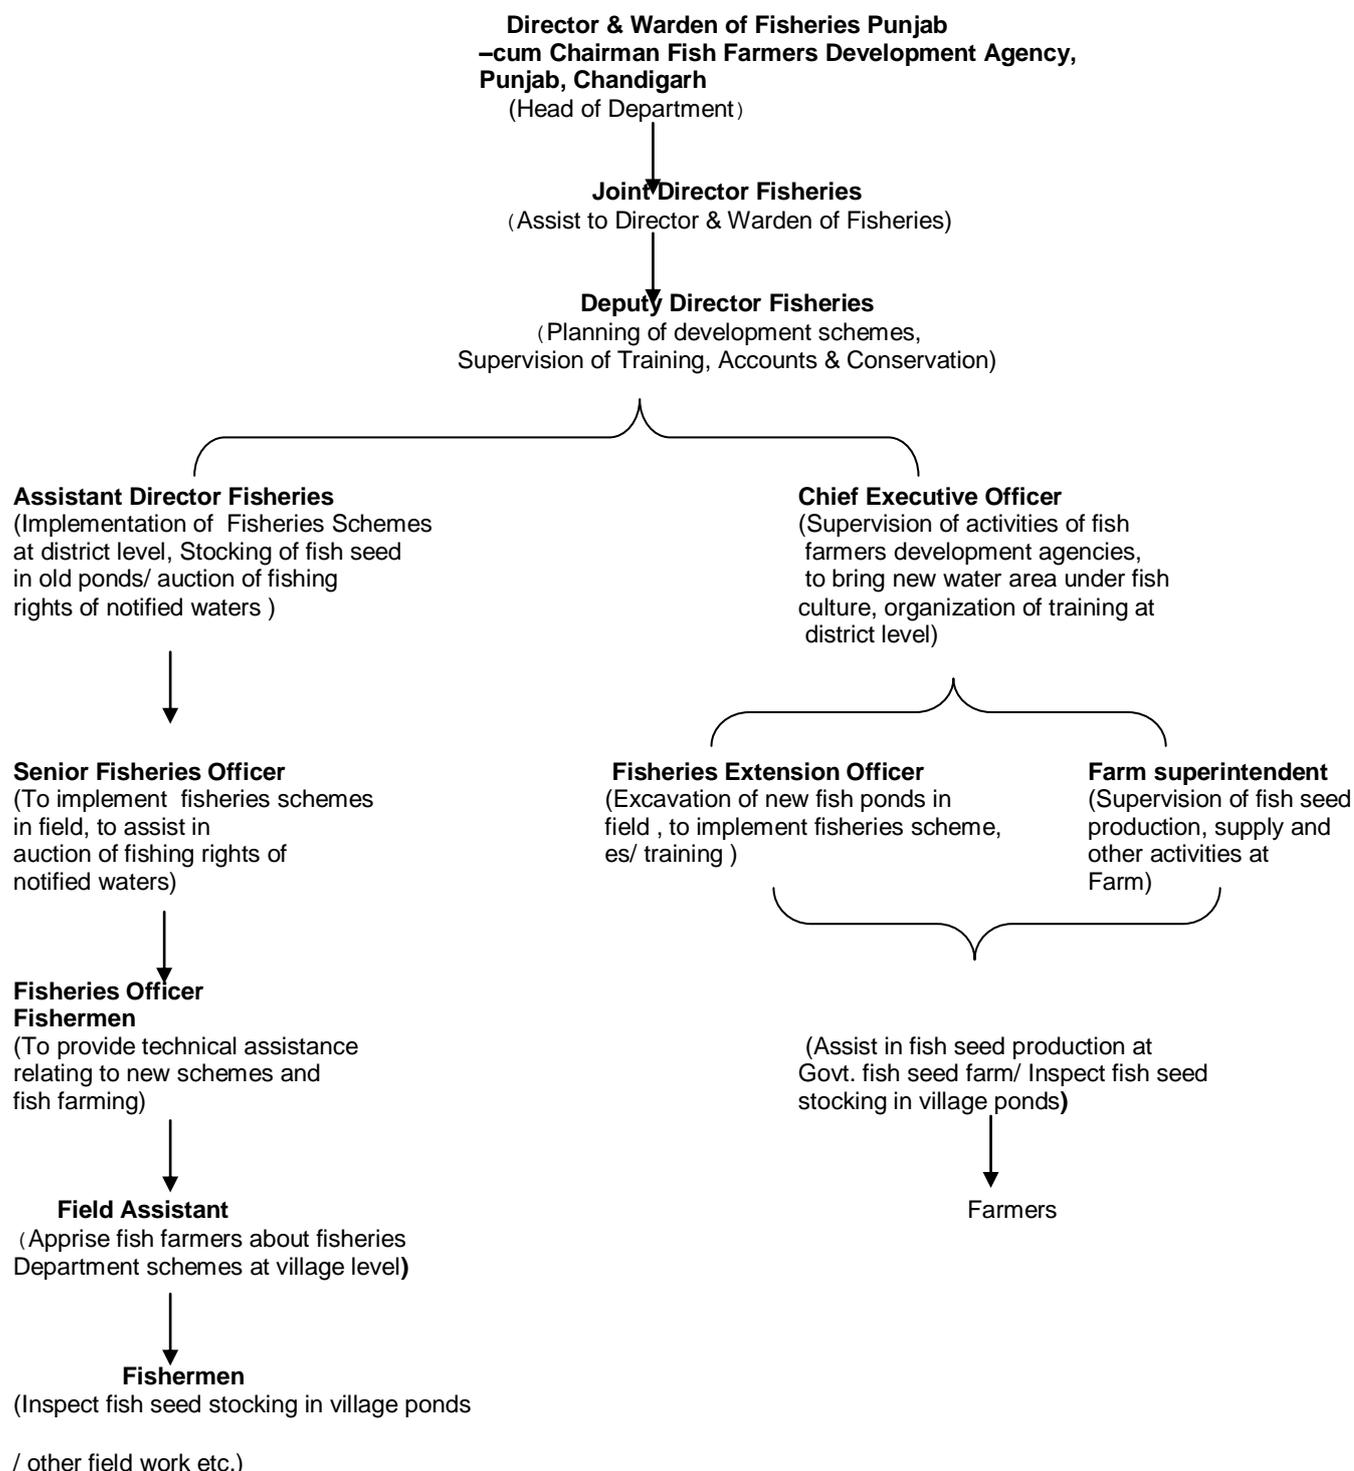 Director & Warden of Fisheries Punjab
–cum Chairman Fish Farmers Development Agency,
Punjab, Chandigarh
(Head of Department)
Joint Director Fisheries
(Assist to Director & Warden of Fisheries)
Deputy Director Fisheries
(Planning of development schemes,
Supervision of Training, Accounts & Conservation)
Assistant Director Fisheries
(Implementation of Fisheries Schemes
at district level, Stocking of fish seed
in old ponds/ auction of fishing
rights of notified waters )
Chief Executive Officer
(Supervision of activities of fish
farmers development agencies,
to bring new water area under fish
culture, organization of training at
district level)
Senior Fisheries Officer
(To implement fisheries schemes
in field, to assist in
auction of fishing rights of
notified waters)
Fisheries Extension Officer
(Excavation of new fish ponds in
field , to implement fisheries scheme,
es/ training )
Farm superintendent
(Supervision of fish seed
production, supply and
other activities at
Farm)
Fisheries Officer
Fishermen
(To provide technical assistance
relating to new schemes and
fish farming)
(Assist in fish seed production at
Govt. fish seed farm/ Inspect fish seed
stocking in village ponds)
Field Assistant
(Apprise fish farmers about fisheries
Department schemes at village level)
Farmers
Fishermen
(Inspect fish seed stocking in village ponds
/ other field work etc.)